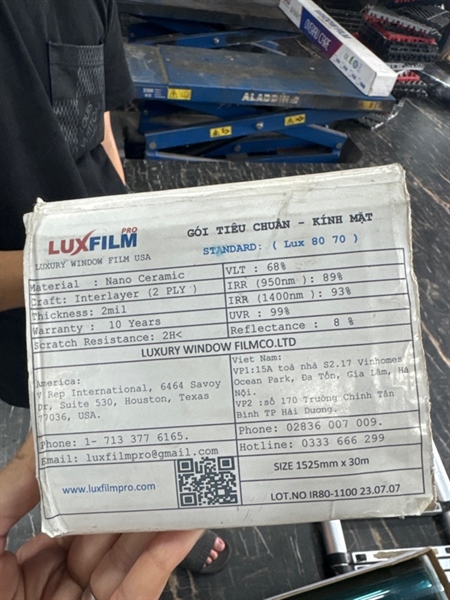 ALADDIN
LUXFILM PRO
LUXURY WINDOW FILM USA
GÓI TIÊU CHUẨN - KÍNH MẶT
STANDARD: ( Lux 80 70 )
Material : Nano Ceramic
Craft: Interlayer (2 PLY )
Thickness: 2mil
Warranty : 10 Years
Scratch Resistance: 2H<
VLT : 68%
IRR (950nm) : 89%
IRR (1400nm) : 93%
UVR : 99%
Reflectance : 8 %
LUXURY WINDOW FILMCO.LTD
America:
V Rep International, 6464 Savoy
Dr, Suite 530, Houston, Texas
77036, USA.
Phone: 1- 713 377 6165.
Email: luxfilmpro@gmail.com
Viet Nam:
VP1:15A toà nhà S2.17 Vinhomes
Ocean Park, Đa Tốn, Gia Lâm, Hà
Nội.
VP2 :số 170 Trường Chinh Tân
Bình TP Hải Dương.
Phone: 02836 007 009.
Hotline: 0333 666 299
www.luxfilmpro.com
SIZE 1525mm x 30m
LOT.NO IR80-1100 23.07.07